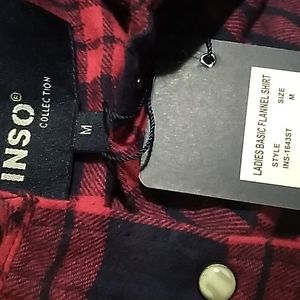 INSO®
COLLECTION
M
LADIES BASIC FLANNEL SHIRT
STYLE SIZE
INS-1643ST M